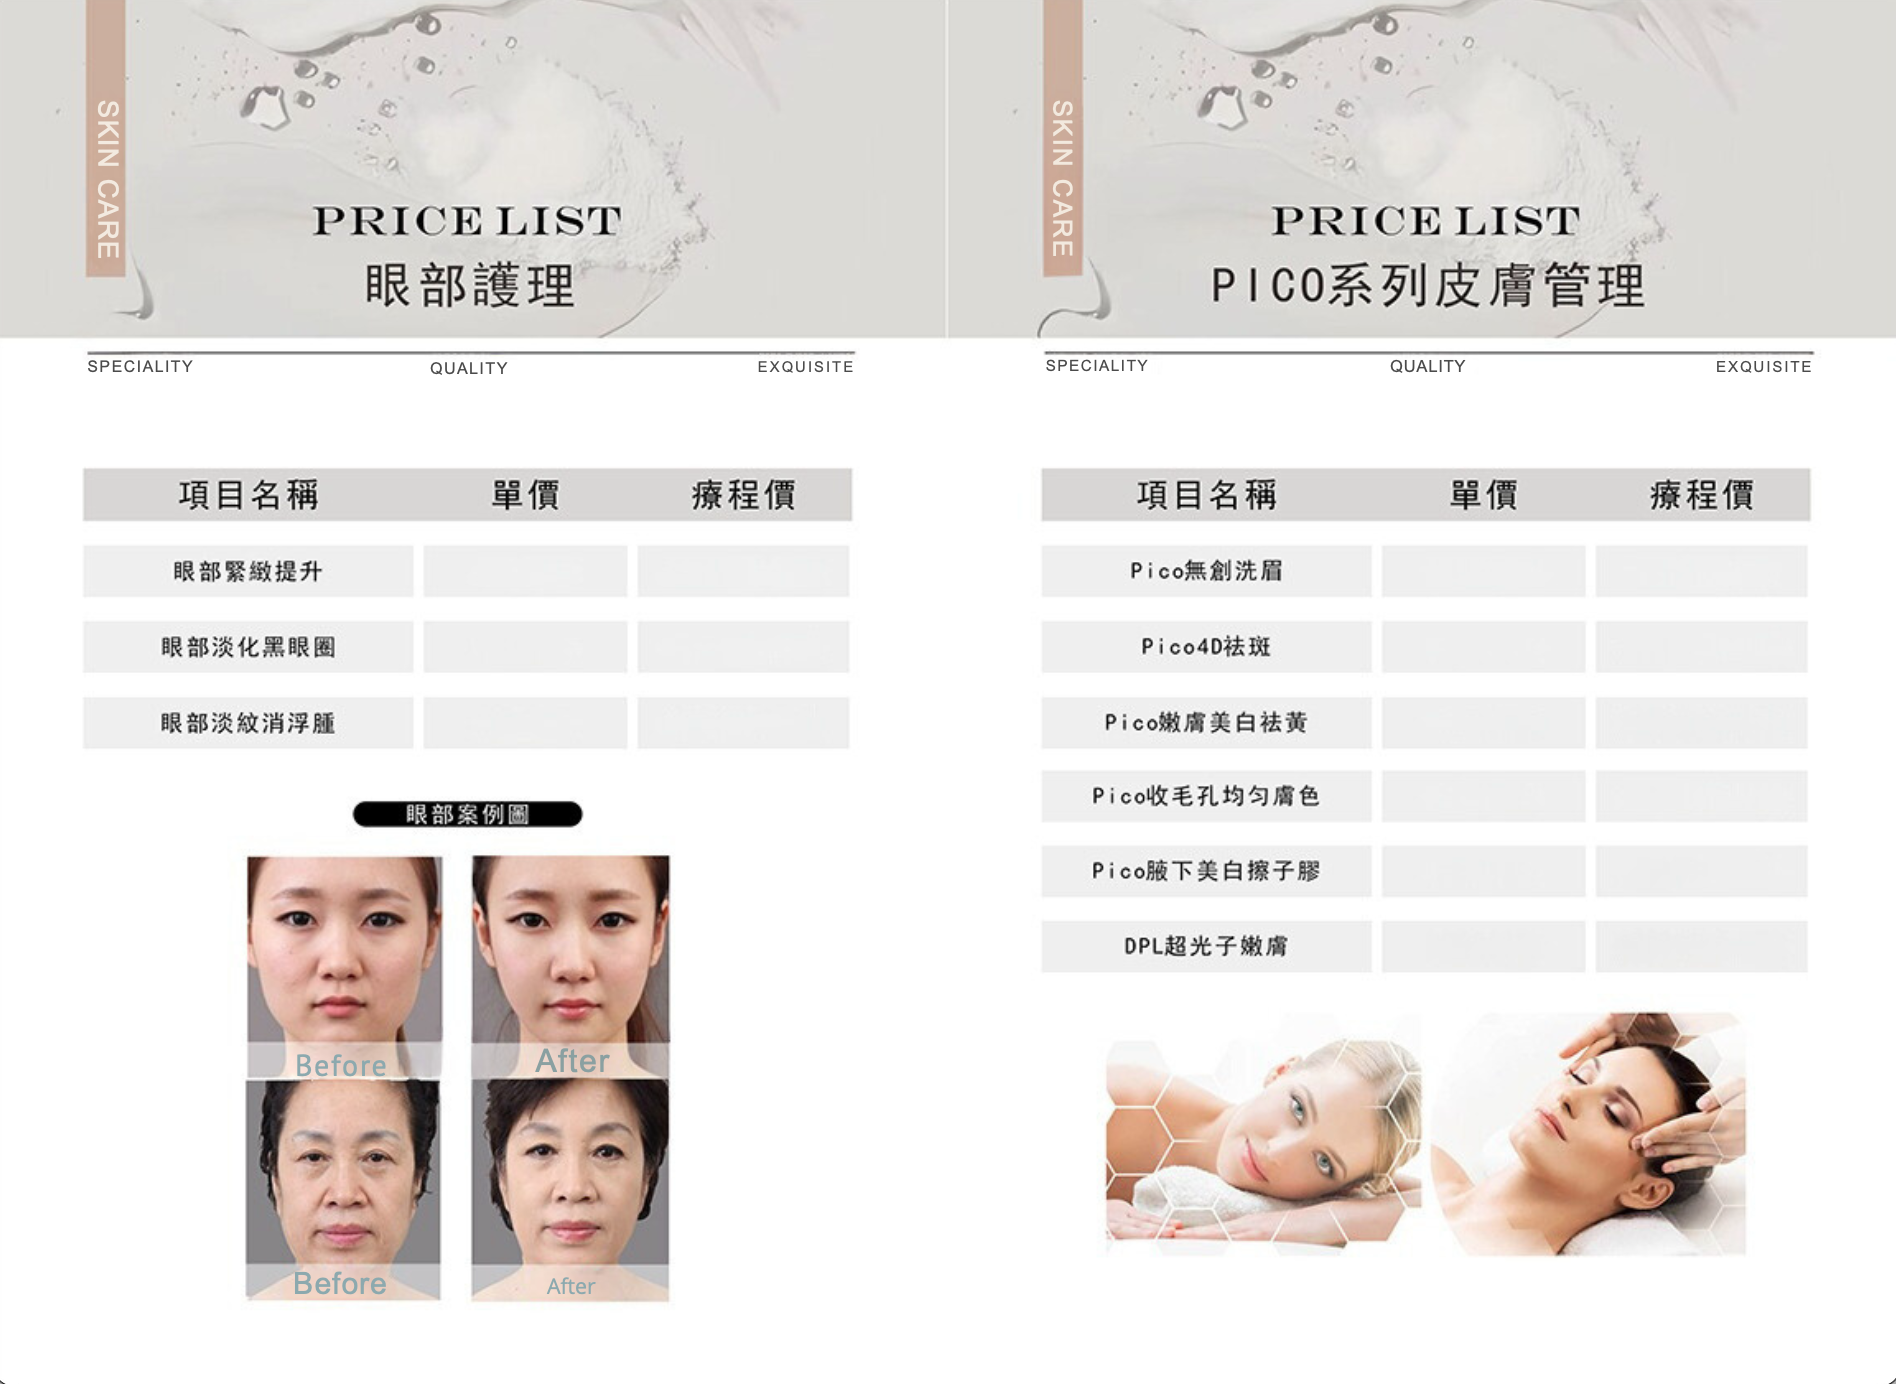 SKIN CARE
PRICE LIST
眼部護理
SPECIALITY QUALITY EXQUISITE
項目名稱 單價 療程價
眼部緊緻提升
眼部淡化黑眼圈
眼部淡紋消浮腫
眼部案例圖
Before After
Before After
SKIN CARE
PRICE LIST
PICO系列皮膚管理
SPECIALITY QUALITY EXQUISITE
項目名稱 單價 療程價
Pico無創洗眉
Pico4D祛斑
Pico嫩膚美白祛黃
Pico收毛孔均勻膚色
Pico腋下美白擦子膠
DPL超光子嫩膚